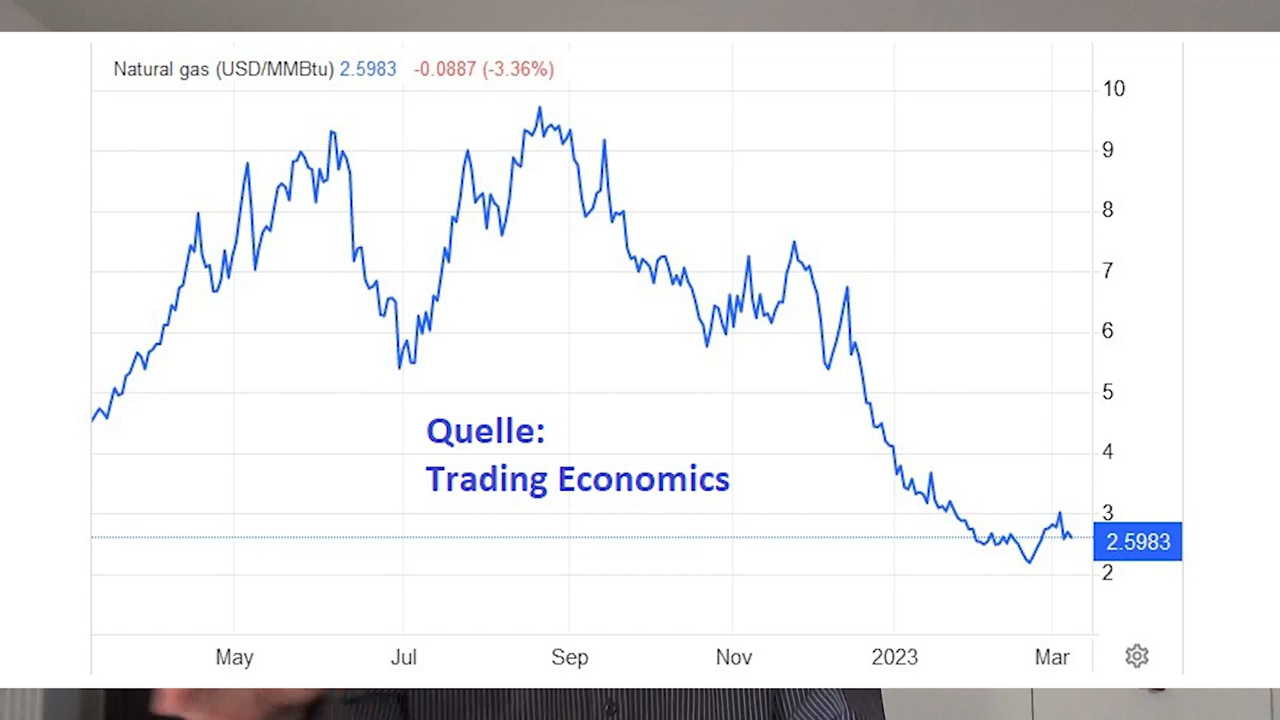 Natural gas (USD/MMBtu) 2.5983 -0.0887 (-3.36%)
10
9
8
7
6
5
4
3
2.5983
2
Quelle:
Trading Economics
May Jul Sep Nov 2023 Mar